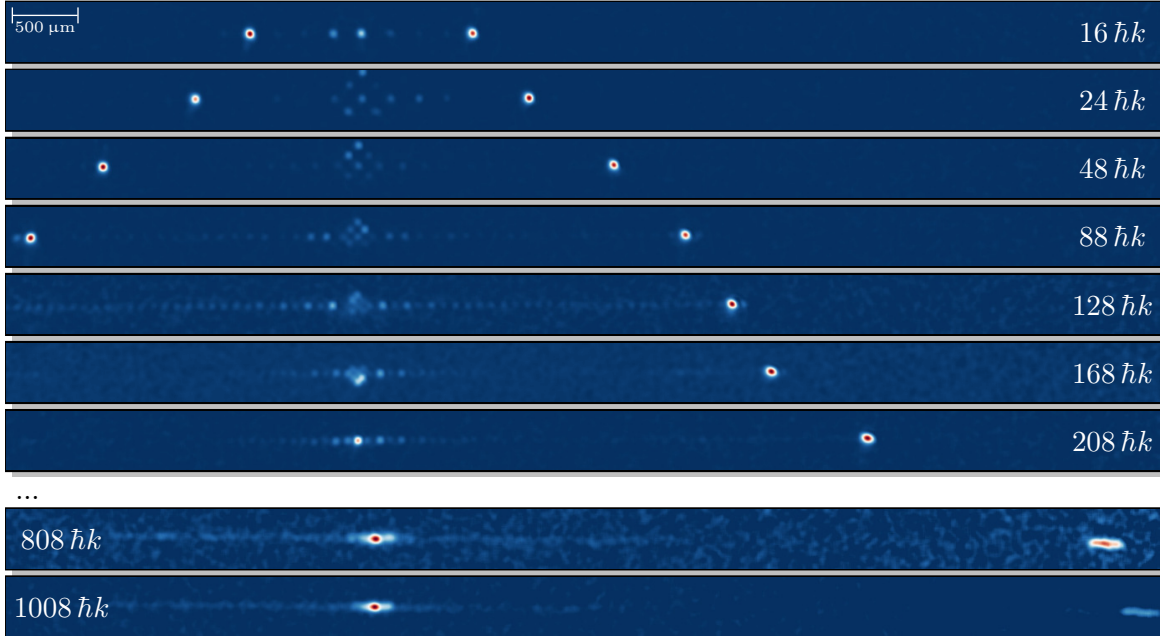 500 µm
16 ℏk
24 ℏk
48 ℏk
88 ℏk
128 ℏk
168 ℏk
208 ℏk
...
808 ℏk
1008 ℏk